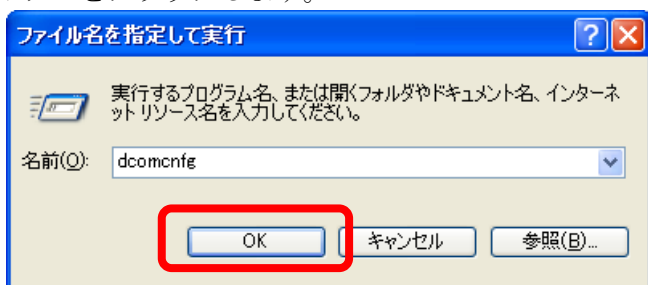 ファイル名を指定して実行
実行するプログラム名、または開くフォルダやドキュメント名、インターネ
ット リソース名を入力してください。
名前(O): dcomcnfg
OK キャンセル 参照(B)...